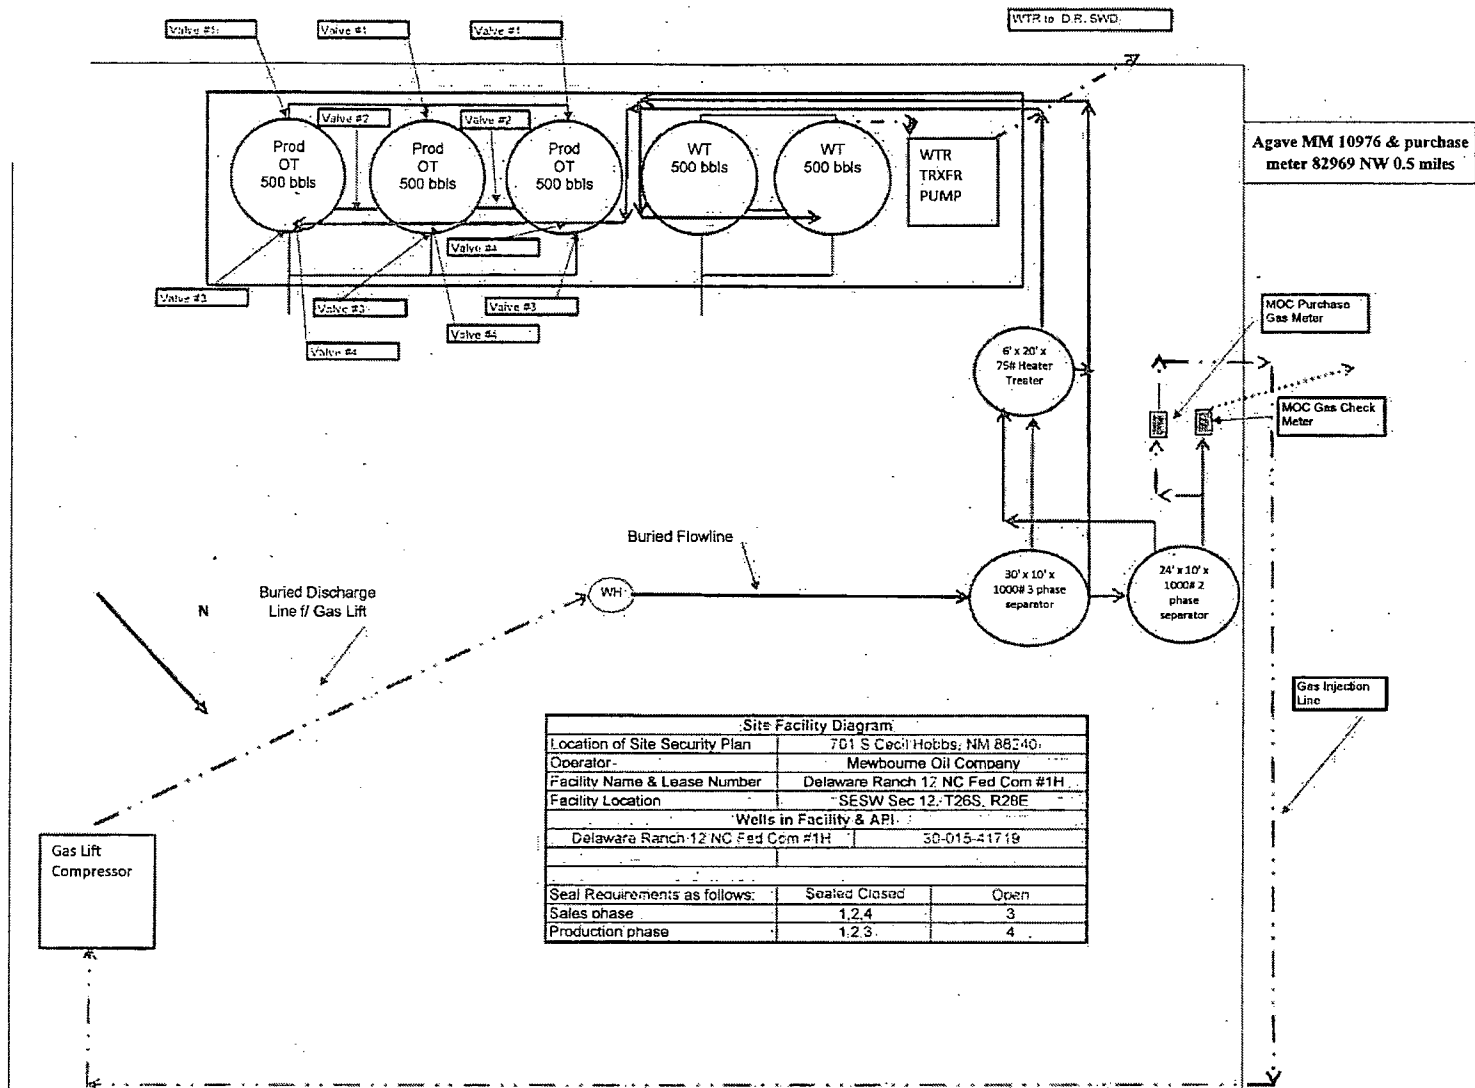 WTR to D.R. SWD
Valve #1
Valve #1
Valve #1
Valve #2
Valve #2
Prod
OT
500 bbls
Prod
OT
500 bbls
Prod
OT
500 bbls
WT
500 bbls
WT
500 bbls
WTR
TRXFR
PUMP
Agave MM 10976 & purchase
meter 82969 NW 0.5 miles
Valve #4
Valve #3
Valve #3
Valve #3
Valve #4
Valve #4
MOC Purchase
Gas Meter
6' x 20' x
75# Heater
Treater
MOC Gas Check
Meter
Buried Flowline
30' x 10' x
1000# 3 phase
separator
24' x 10' x
1000# 2
phase
separator
WH
N
Buried Discharge
Line f/ Gas Lift
Gas Injection
Line
Site Facility Diagram
Location of Site Security Plan 701 S Cecil Hobbs, NM 88240
Operator Mewbourne Oil Company
Facility Name & Lease Number Delaware Ranch 12 NC Fed Com #1H
Facility Location SESW Sec 12, T26S, R28E
Wells in Facility & API
Delaware Ranch 12 NC Fed Com #1H 30-015-41719
Seal Requirements as follows: Sealed Closed Open
Sales phase 1,2,4 3
Production phase 1,2,3 4
Gas Lift
Compressor